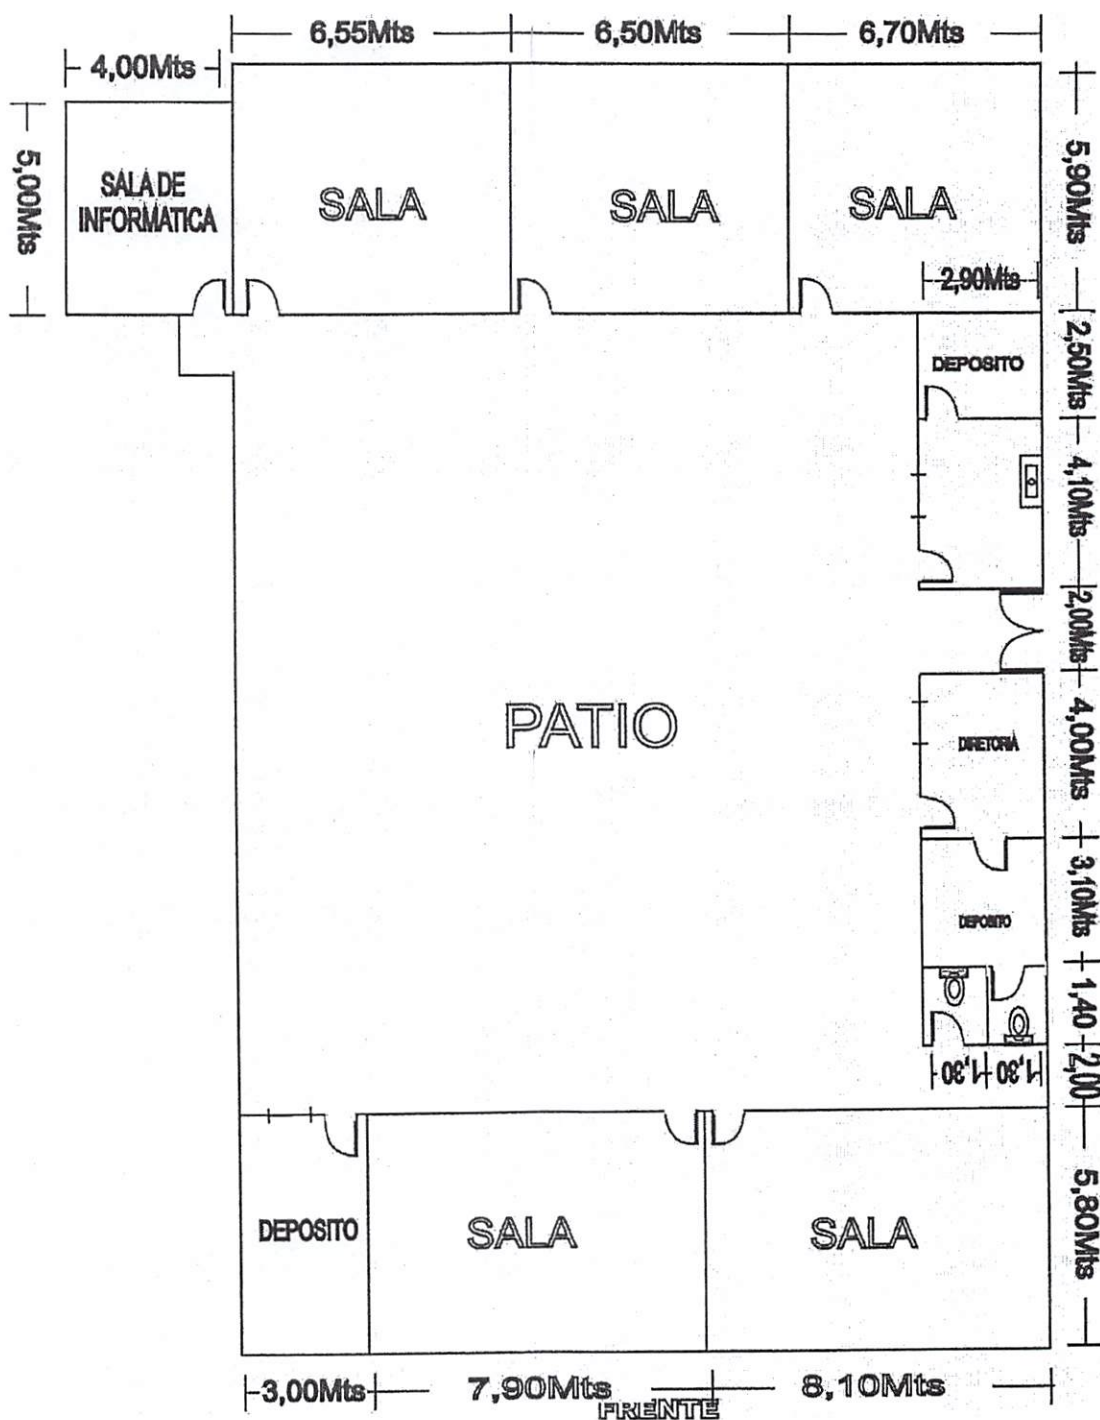 6,55Mts 6,50Mts 6,70Mts
4,00Mts
5,00Mts
SALA DE
INFORMATICA
SALA
SALA
SALA
5,90Mts
2,90Mts
DEPOSITO
2,50Mts
4,10Mts
2,00Mts
PATIO
DIRETORIA
4,00Mts
DEPOSITO
3,10Mts
1,40
1,30 1,30
2,00
DEPOSITO
SALA
SALA
5,80Mts
3,00Mts 7,90Mts 8,10Mts
FRENTE